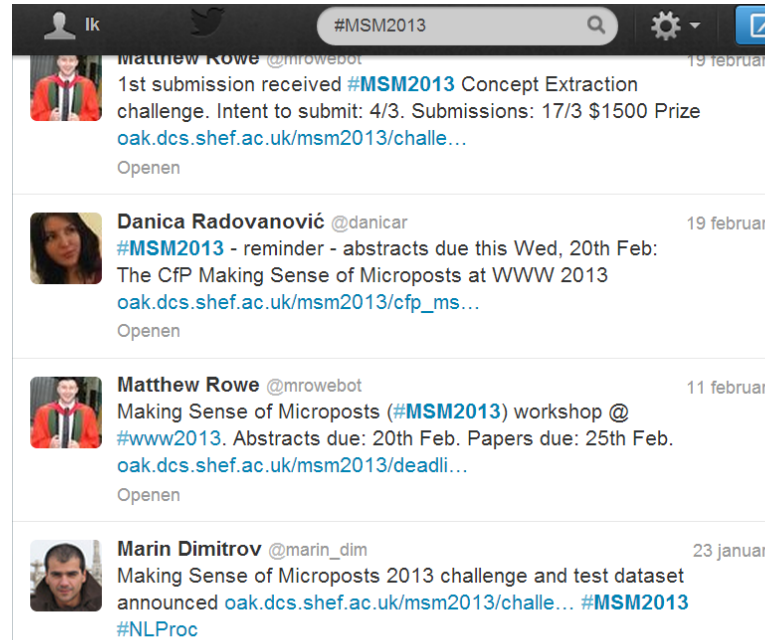 Ik
#MSM2013
Matthew Rowe @mrowebot
19 februar
1st submission received #MSM2013 Concept Extraction
challenge. Intent to submit: 4/3. Submissions: 17/3 $1500 Prize
oak.dcs.shef.ac.uk/msm2013/challe…
Openen
Danica Radovanović @danicar
19 februar
#MSM2013 - reminder - abstracts due this Wed, 20th Feb:
The CfP Making Sense of Microposts at WWW 2013
oak.dcs.shef.ac.uk/msm2013/cfp_ms…
Openen
Matthew Rowe @mrowebot
11 februar
Making Sense of Microposts (#MSM2013) workshop @
#www2013. Abstracts due: 20th Feb. Papers due: 25th Feb.
oak.dcs.shef.ac.uk/msm2013/deadli…
Openen
Marin Dimitrov @marin_dim
23 januar
Making Sense of Microposts 2013 challenge and test dataset
announced oak.dcs.shef.ac.uk/msm2013/challe… #MSM2013
#NLProc